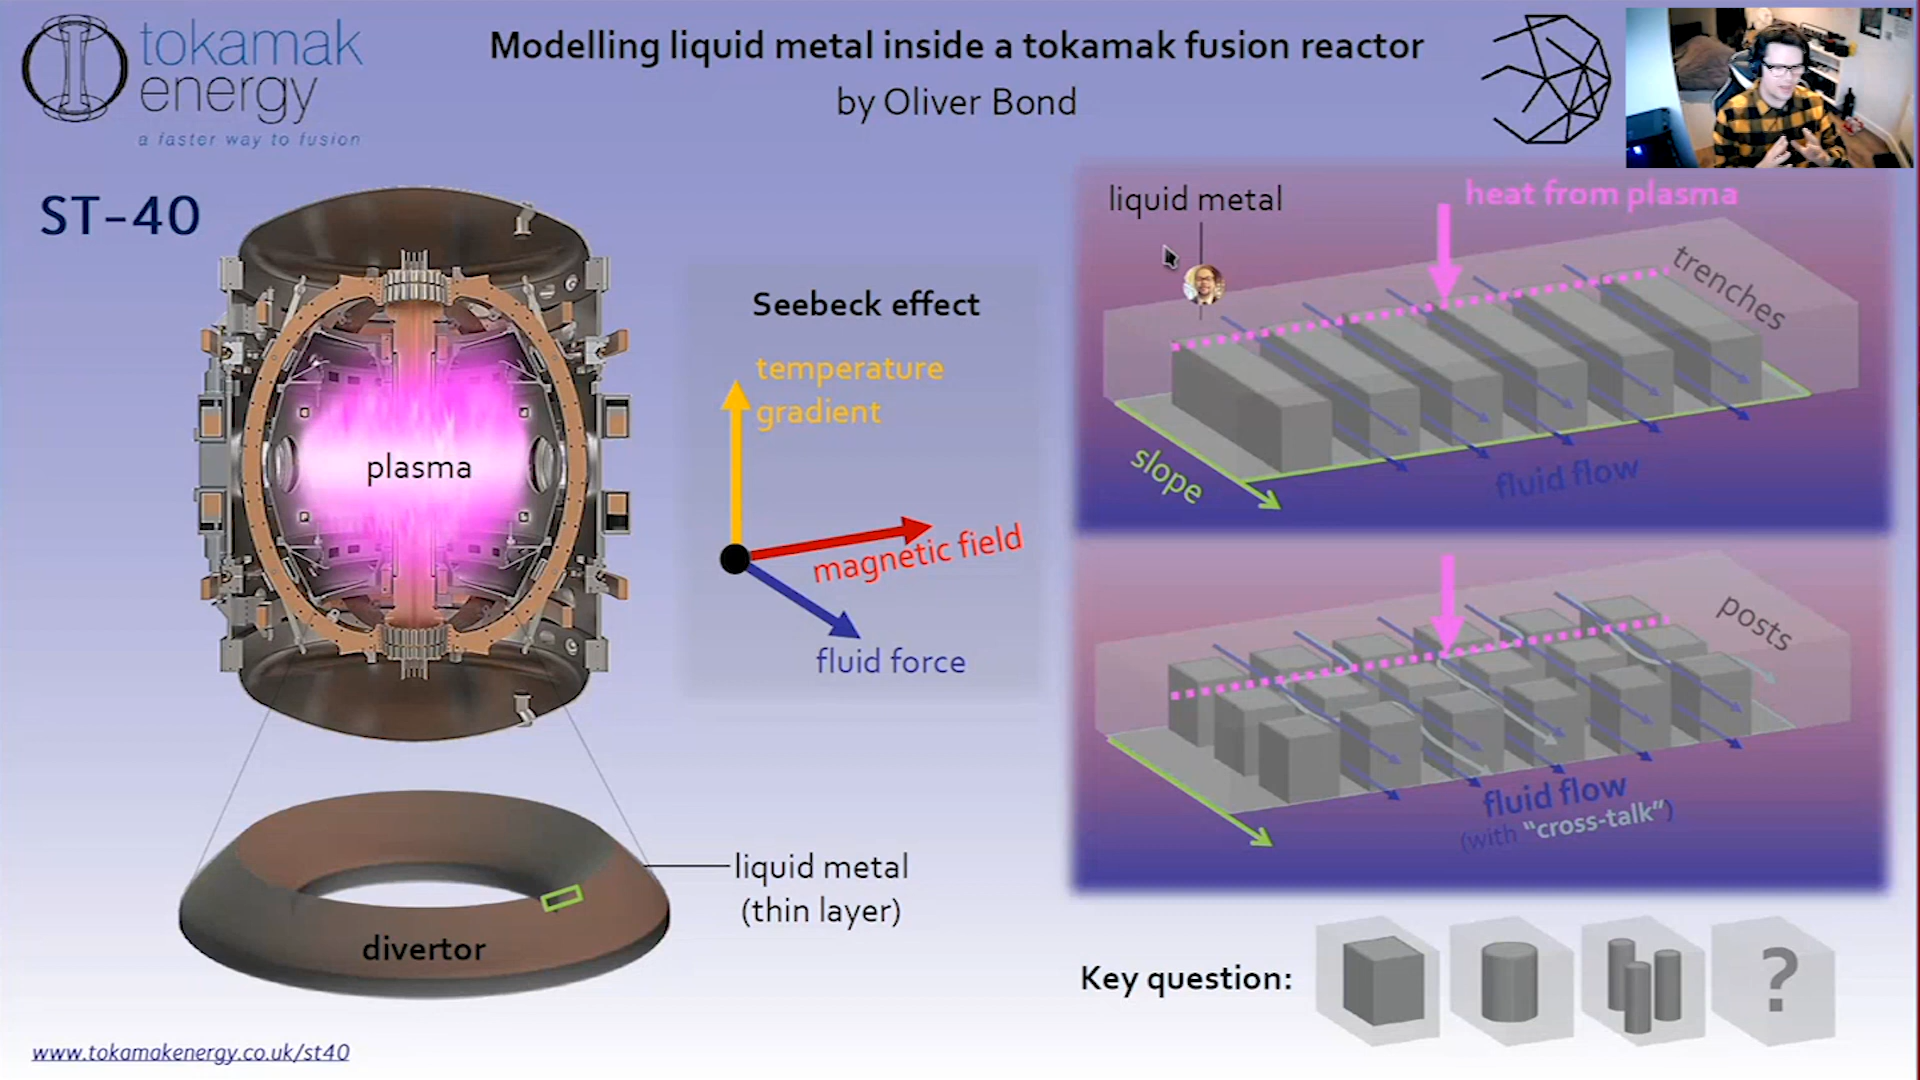 tokamak
energy
a faster way to fusion
Modelling liquid metal inside a tokamak fusion reactor
by Oliver Bond
ST-40
plasma
Seebeck effect
temperature
gradient
magnetic field
fluid force
liquid metal
heat from plasma
trenches
slope
fluid flow
posts
fluid flow
(with "cross-talk")
liquid metal
(thin layer)
divertor
Key question:
?
www.tokamakenergy.co.uk/st40